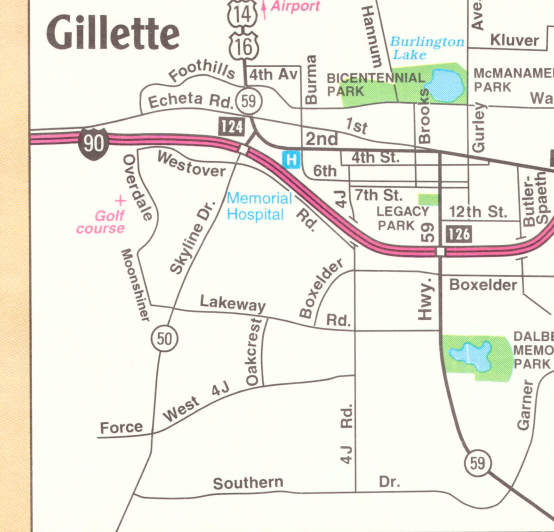 Gillette
14
16
Airport
Hannum
Ave.
Kluver
Burlington
Lake
Foothills
4th Av
Burma
BICENTENNIAL
PARK
McMANAME
PARK
Echeta Rd.
59
Brooks
Gurley
Wa
124
1st
2nd
90
H
4th St.
6th
Westover
Overdale
Golf
course
Memorial
Hospital
Rd.
4J
7th St.
LEGACY
PARK
12th St.
Butler-
Spaeth
59
126
Skyline Dr.
Moonshiner
Boxelder
Boxelder
Hwy.
Lakeway
Rd.
50
Oakcrest
DALBE
MEMO
PARK
West 4J
Garner
Force
4J Rd.
59
Southern
Dr.